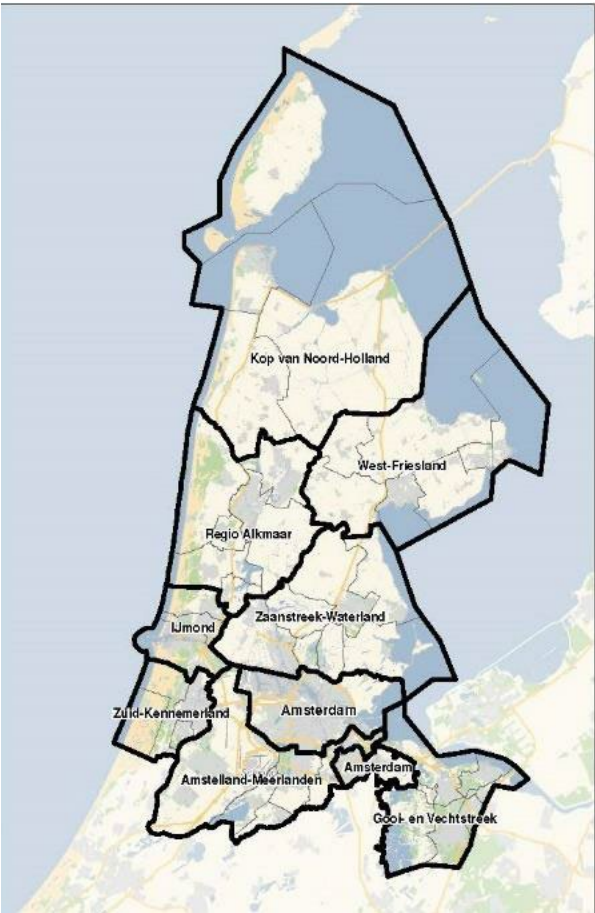 Kop van Noord-Holland
West-Friesland
Regio Alkmaar
IJmond
Zaanstreek-Waterland
Zuid-Kennemerland
Amsterdam
Amsterdam
Amstelland-Meerlanden
Gooi- en Vechtstreek